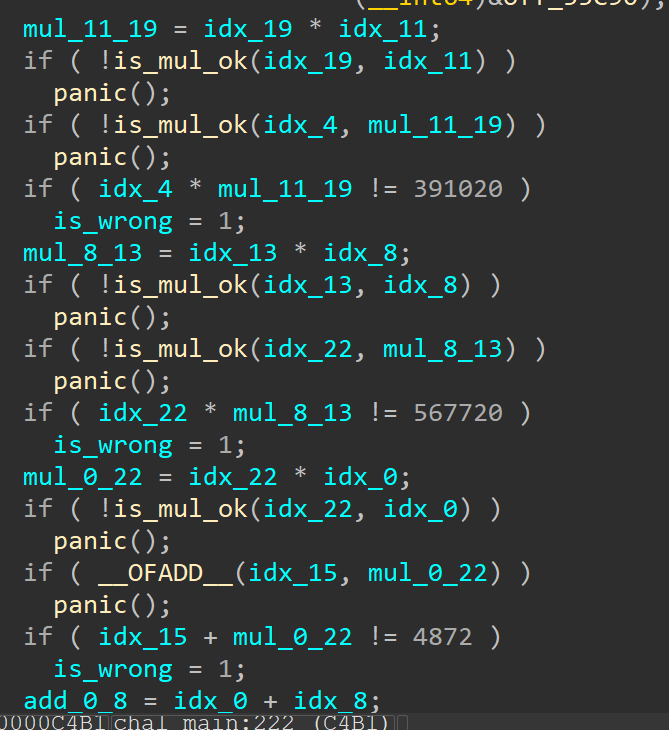 mul_11_19 = idx_19 * idx_11;
if ( !is_mul_ok(idx_19, idx_11) )
panic();
if ( !is_mul_ok(idx_4, mul_11_19) )
panic();
if ( idx_4 * mul_11_19 != 391020 )
is_wrong = 1;
mul_8_13 = idx_13 * idx_8;
if ( !is_mul_ok(idx_13, idx_8) )
panic();
if ( !is_mul_ok(idx_22, mul_8_13) )
panic();
if ( idx_22 * mul_8_13 != 567720 )
is_wrong = 1;
mul_0_22 = idx_22 * idx_0;
if ( !is_mul_ok(idx_22, idx_0) )
panic();
if ( __OFADD__(idx_15, mul_0_22) )
panic();
if ( idx_15 + mul_0_22 != 4872 )
is_wrong = 1;
add_0_8 = idx_0 + idx_8;
0000C4B1 chal main:222 (C4B1)